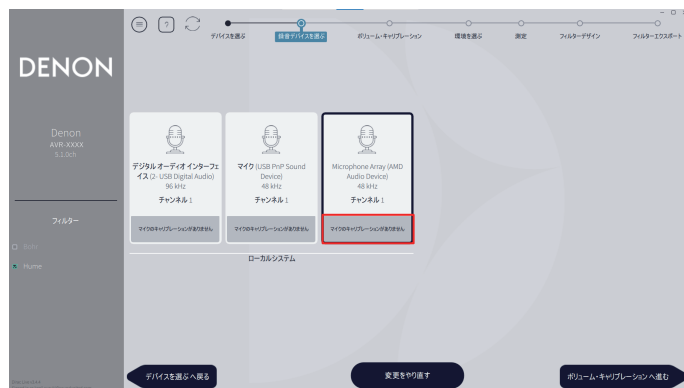 ?
デバイスを選ぶ
録音デバイスを選ぶ
ボリューム・キャリブレーション
環境を選ぶ
測定
フィルターデザイン
フィルターエクスポート
DENON
Denon
AVR-XXXX
5.1.0ch
フィルター
Home
デジタル オーディオ インターフェ
イス (2- USB Digital Audio)
96 kHz
チャンネル 1
マイクのキャリブレーションがありません
マイク (USB PnP Sound
Device)
48 kHz
チャンネル 1
マイクのキャリブレーションがありません
Microphone Array (AMD
Audio Device)
48 kHz
チャンネル 1
マイクのキャリブレーションがありません
ローカルシステム
デバイスを選ぶ へ戻る
変更をやり直す
ボリューム・キャリブレーション へ進む